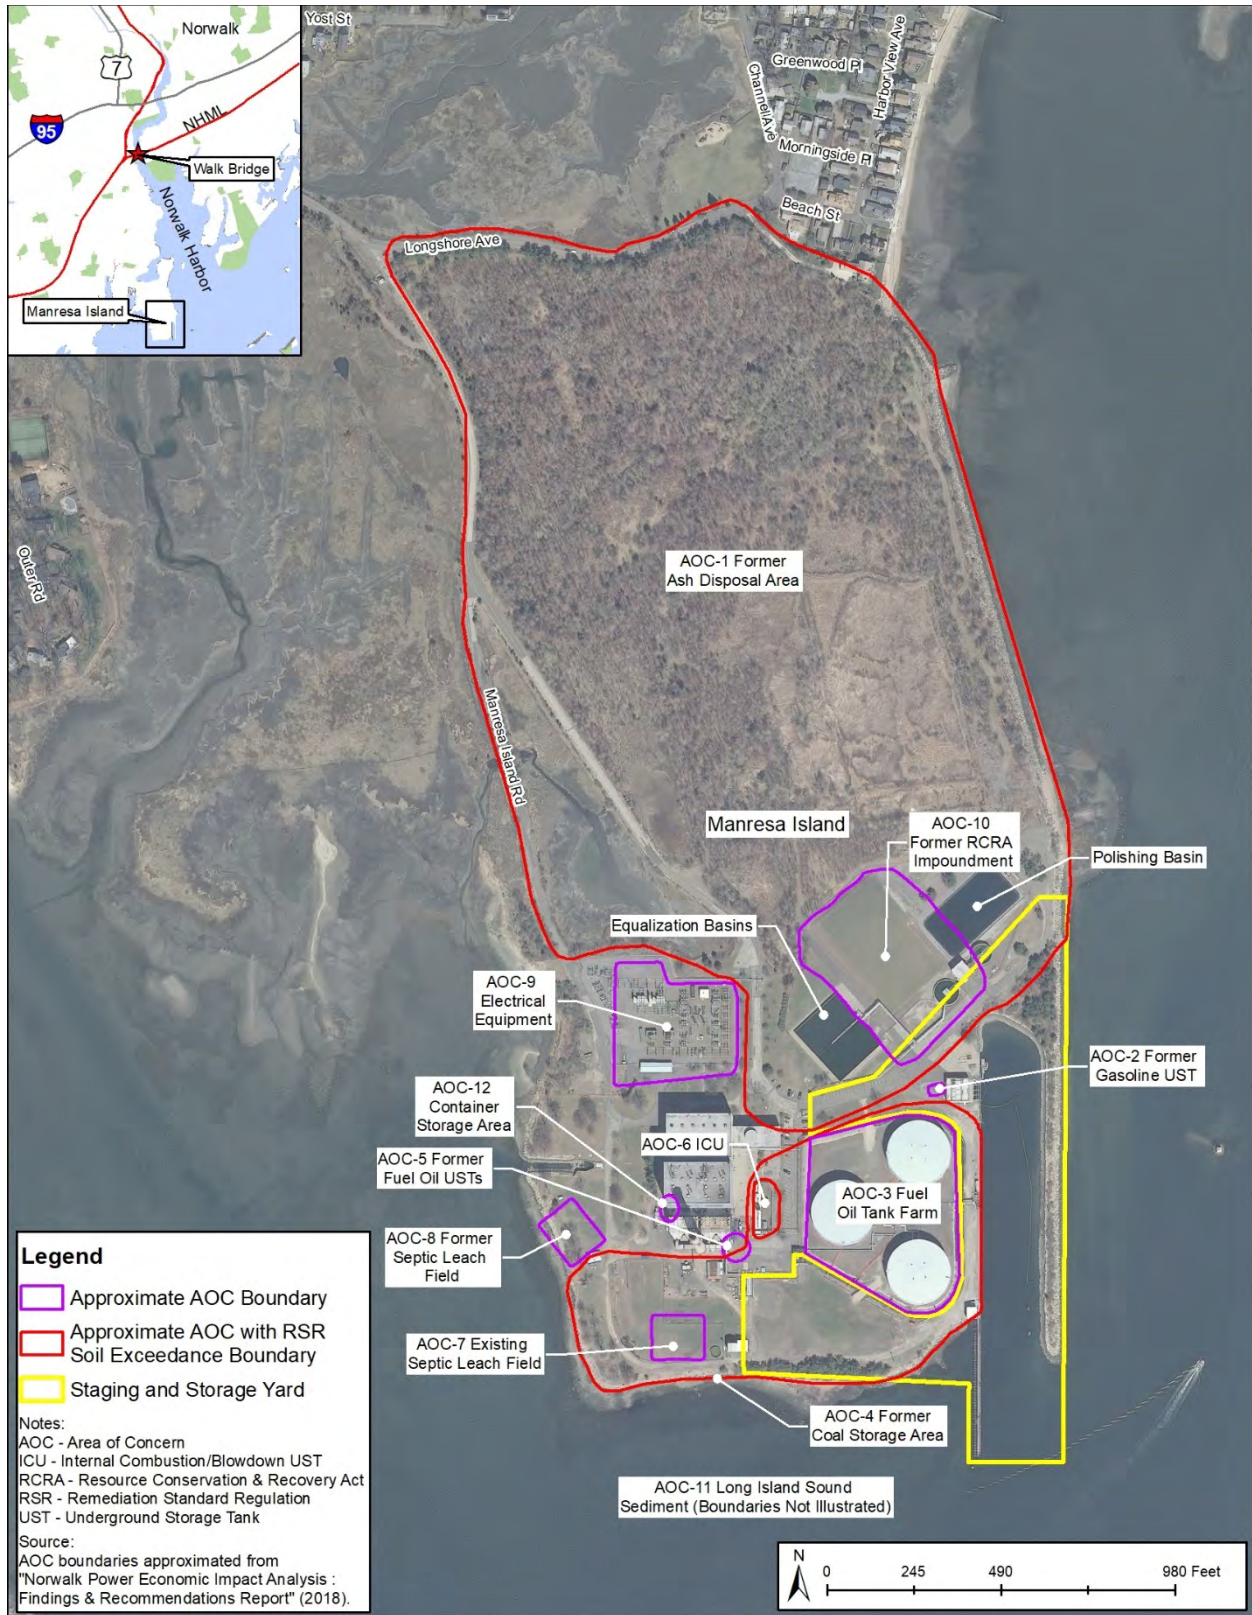 Norwalk
7
95
NHML
Walk Bridge
Norwalk Harbor
Manresa Island
Yost St
Greenwood Pl
Harbor View Ave
Channel Ave
Morningside Pl
Beach St
Longshore Ave
Outer Rd
AOC-1 Former
Ash Disposal Area
Manresa Island Rd
Manresa Island
AOC-10
Former RCRA
Impoundment
Polishing Basin
Equalization Basins
AOC-9
Electrical
Equipment
AOC-2 Former
Gasoline UST
AOC-12
Container
Storage Area
AOC-6 ICU
AOC-5 Former
Fuel Oil USTs
AOC-3 Fuel
Oil Tank Farm
AOC-8 Former
Septic Leach
Field
AOC-7 Existing
Septic Leach Field
AOC-4 Former
Coal Storage Area
AOC-11 Long Island Sound
Sediment (Boundaries Not Illustrated)
Legend
Approximate AOC Boundary
Approximate AOC with RSR
Soil Exceedance Boundary
Staging and Storage Yard
Notes:
AOC - Area of Concern
ICU - Internal Combustion/Blowdown UST
RCRA - Resource Conservation & Recovery Act
RSR - Remediation Standard Regulation
UST - Underground Storage Tank
Source:
AOC boundaries approximated from
"Norwalk Power Economic Impact Analysis :
Findings & Recommendations Report" (2018).
N
0 245 490 980 Feet